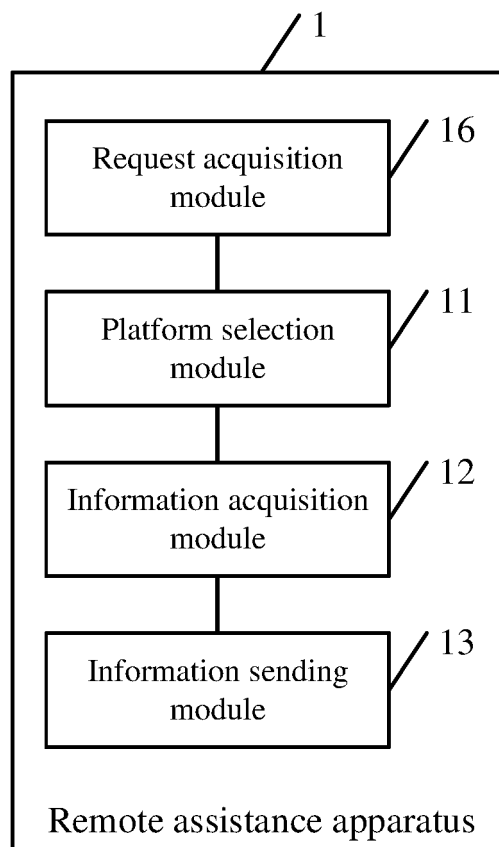 1
Request acquisition
module
16
Platform selection
module
11
Information acquisition
module
12
Information sending
module
13
Remote assistance apparatus